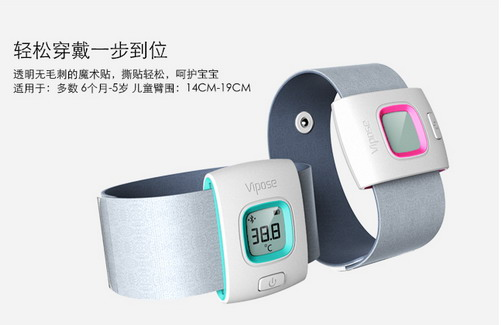 轻松穿戴一步到位
透明无毛刺的魔术贴，撕贴轻松，呵护宝宝
适用于：多数 6个月-5岁 儿童臂围：14CM-19CM
Vipose
Vipose
38.8
℃